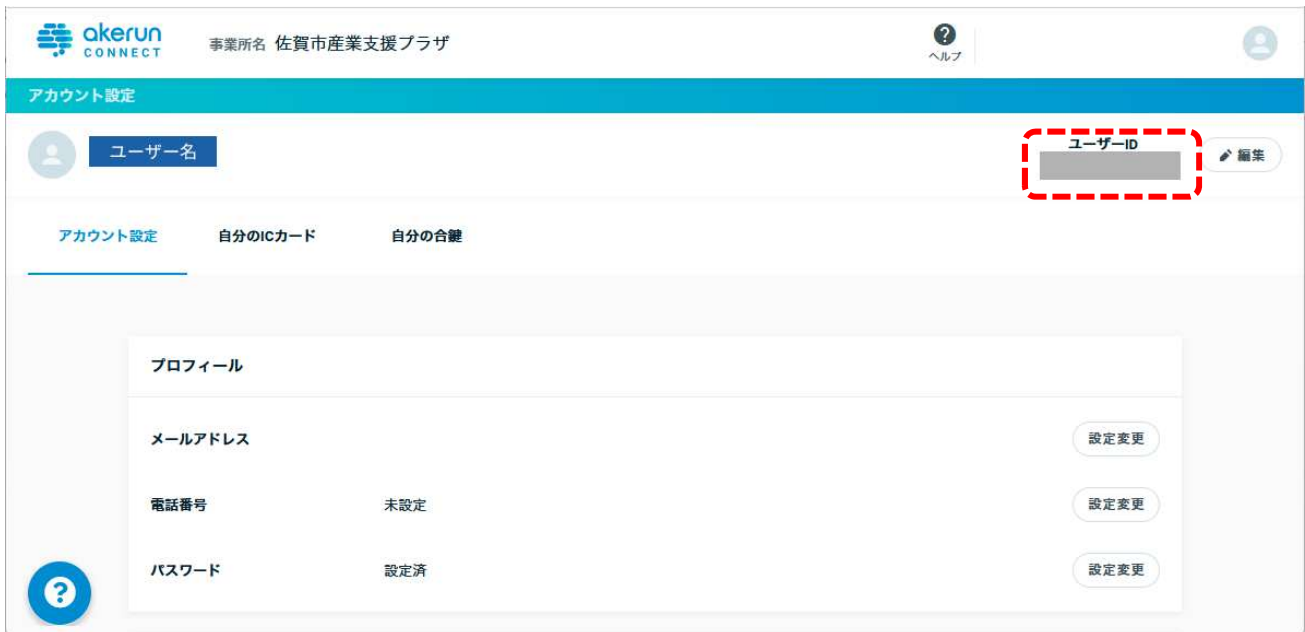 akerun
CONNECT
事業所名 佐賀市産業支援プラザ
?
ヘルプ
アカウント設定
ユーザー名
ユーザーID
編集
アカウント設定 自分のICカード 自分の合鍵
プロフィール
メールアドレス 設定変更
電話番号 未設定 設定変更
パスワード 設定済 設定変更
?